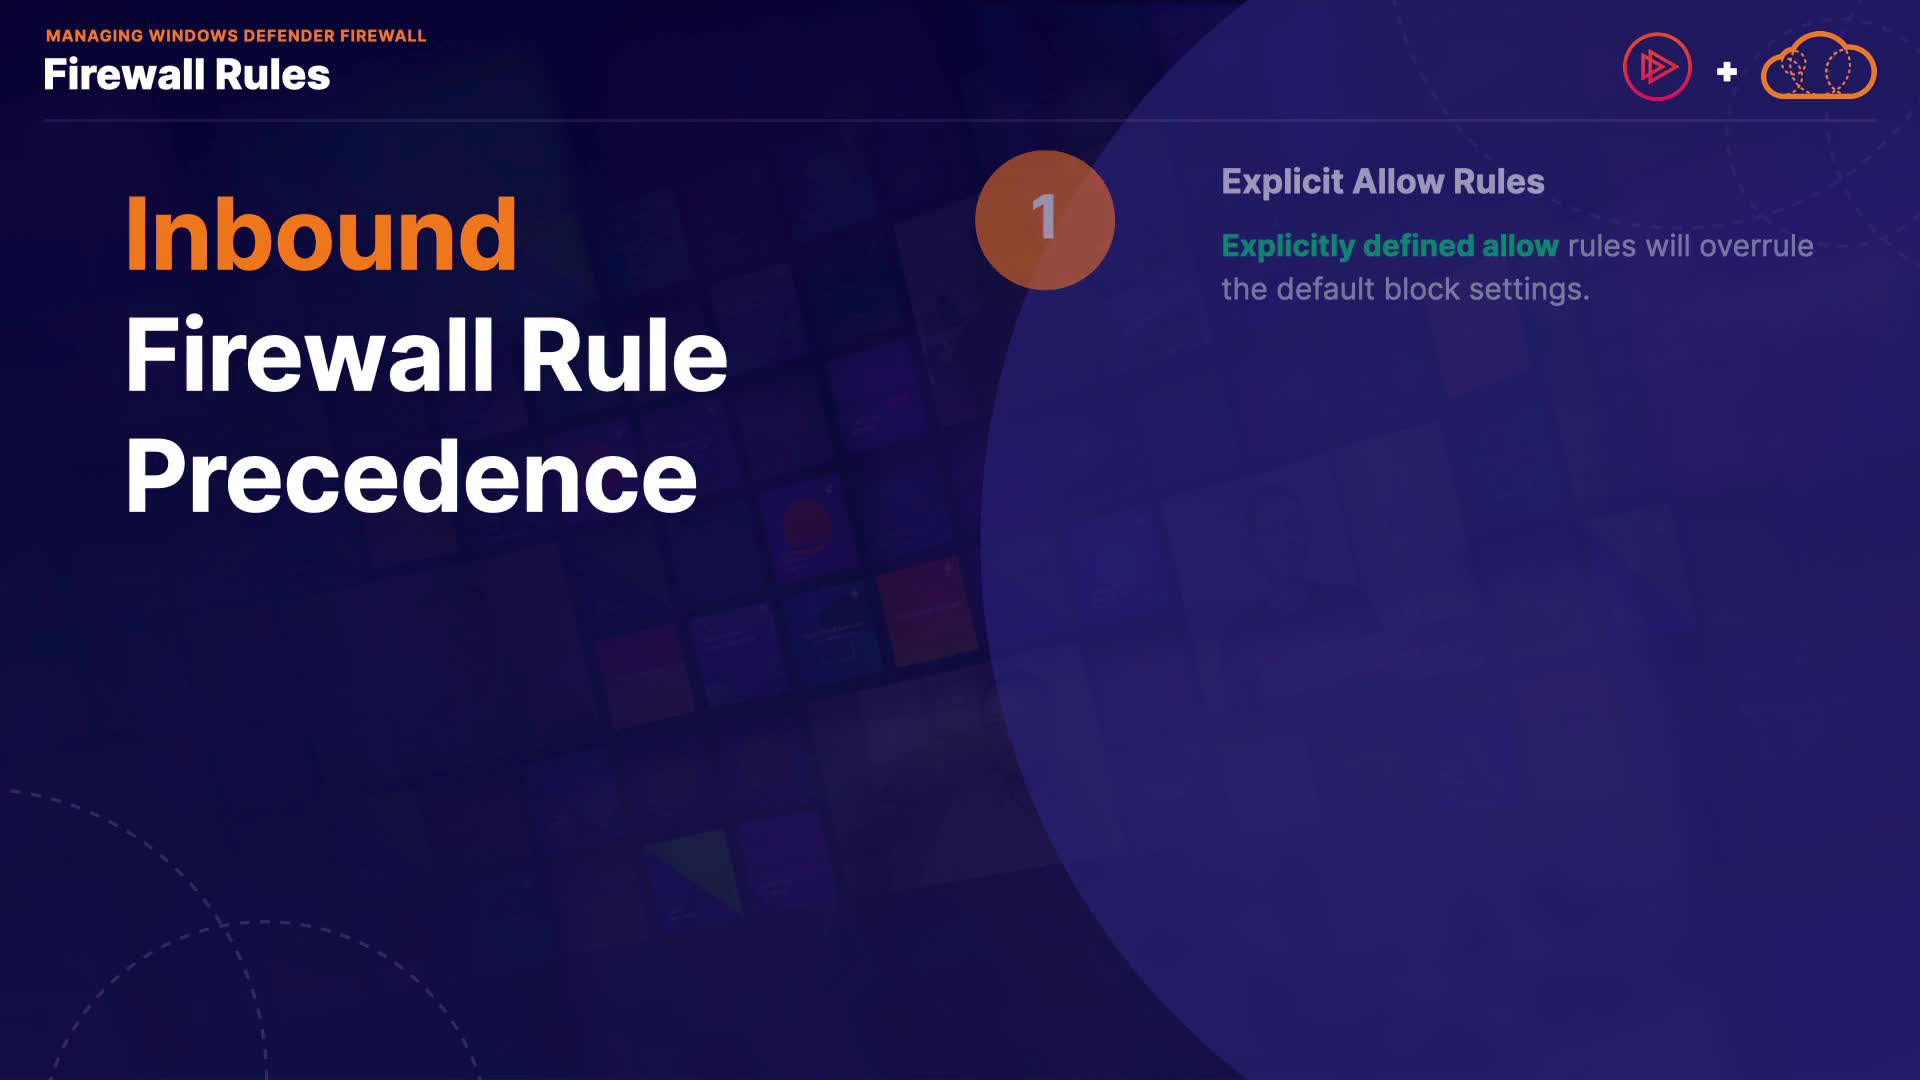 MANAGING WINDOWS DEFENDER FIREWALL
Firewall Rules
+
Inbound
Firewall Rule
Precedence
1
Explicit Allow Rules
Explicitly defined allow rules will overrule
the default block settings.